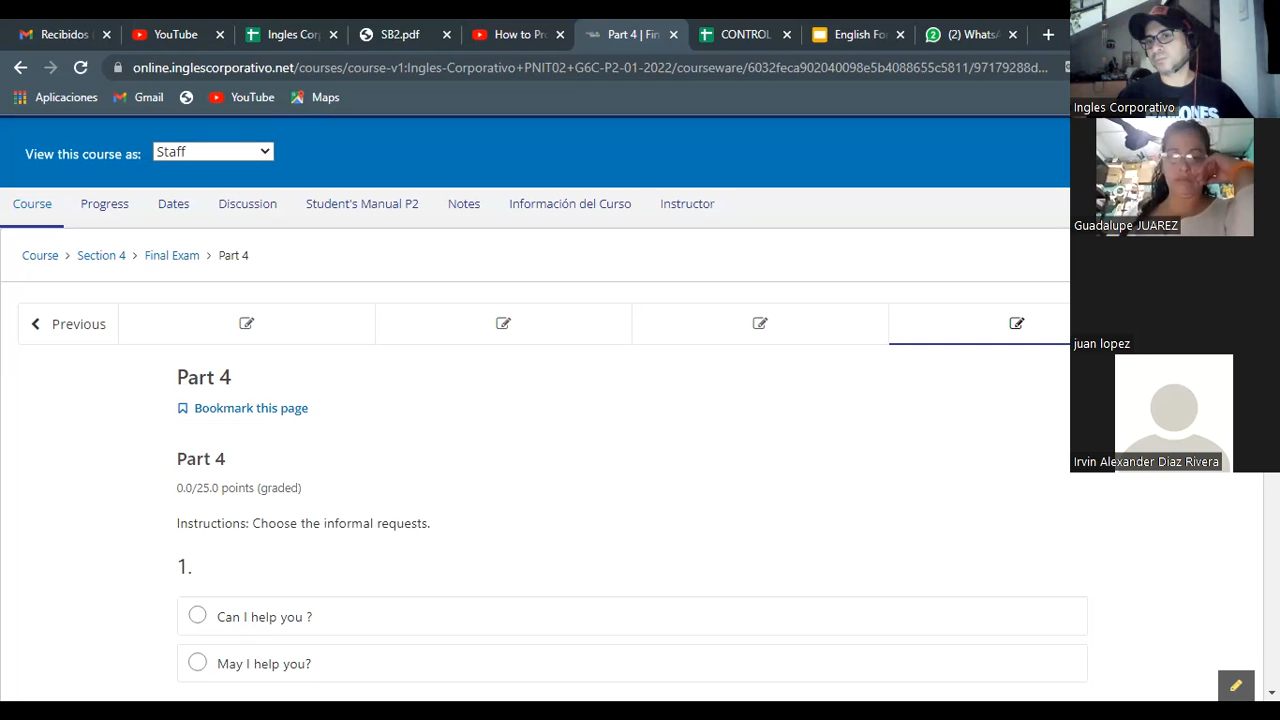 Recibidos
YouTube
Ingles Cor
SB2.pdf
How to Pro
Part 4 | Fin
CONTROL
English For
(2) Whats
online.inglescorporativo.net/courses/course-v1:Ingles-Corporativo+PNIT02+G6C-P2-01-2022/courseware/6032feca902040098e5b4088655c5811/97179288d...
Aplicaciones
Gmail
YouTube
Maps
View this course as:
Staff
Course
Progress
Dates
Discussion
Student's Manual P2
Notes
Información del Curso
Instructor
Course > Section 4 > Final Exam > Part 4
Previous
Part 4
Bookmark this page
Part 4
0.0/25.0 points (graded)
Instructions: Choose the informal requests.
1.
Can I help you ?
May I help you?
Ingles Corporativo
Guadalupe JUAREZ
juan lopez
Irvin Alexander Diaz Rivera